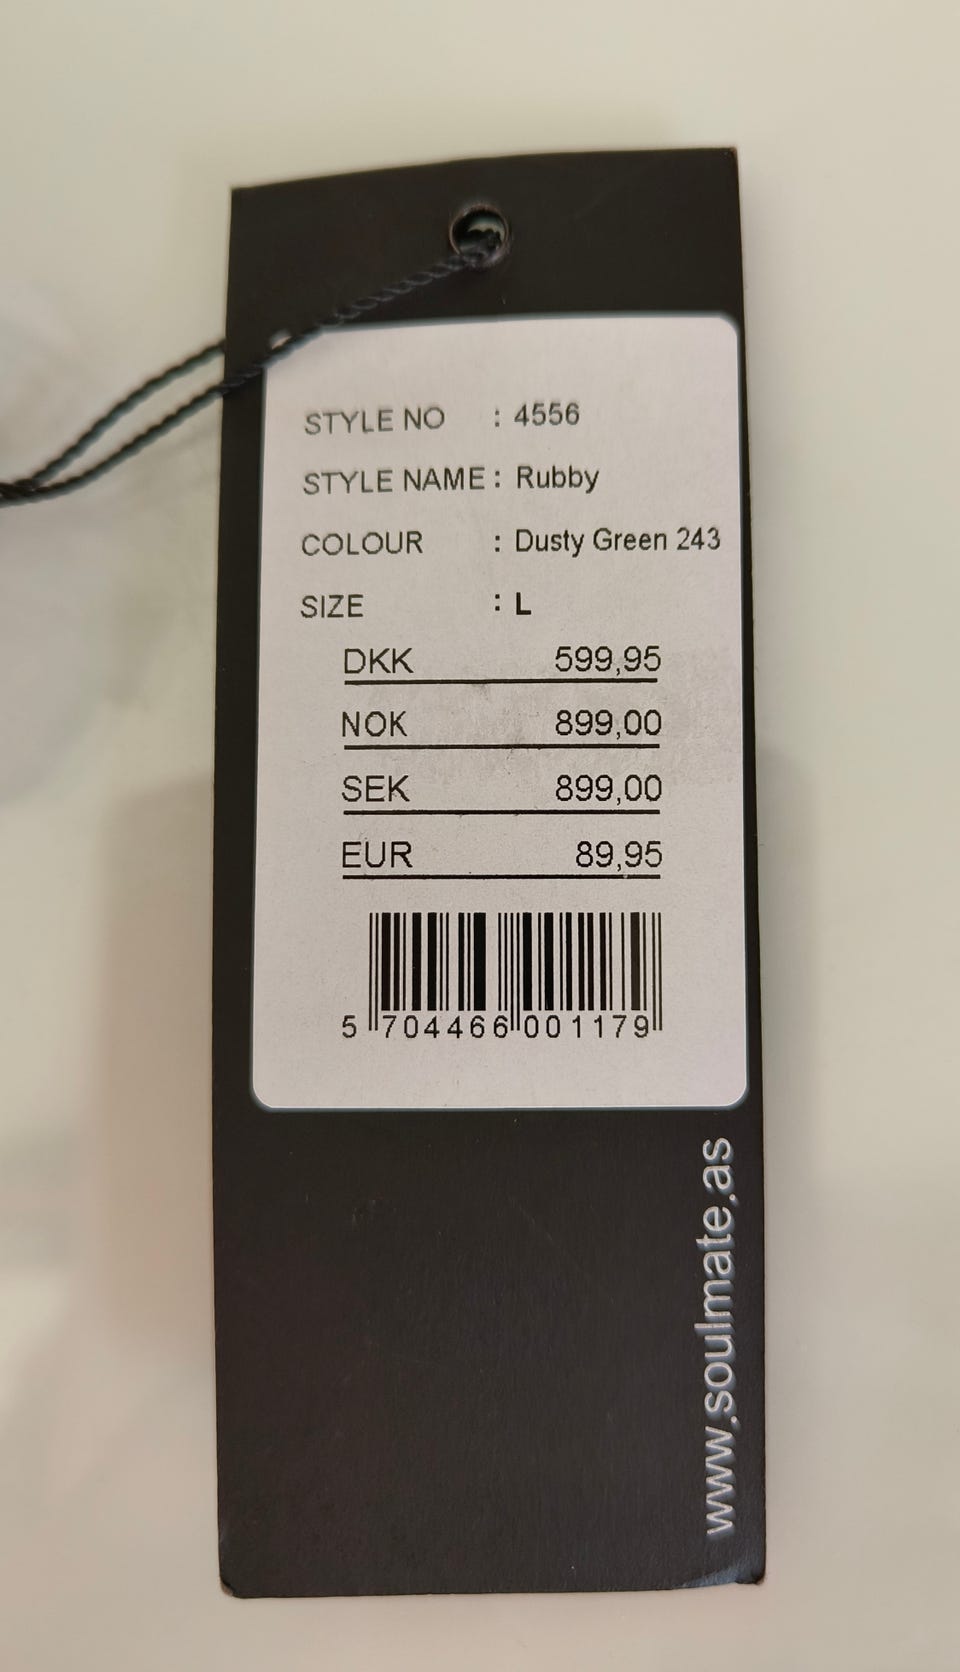 STYLE NO : 4556
STYLE NAME : Rubby
COLOUR : Dusty Green 243
SIZE : L
DKK 599,95
NOK 899,00
SEK 899,00
EUR 89,95
5 704466 001179
www.soulmate.as